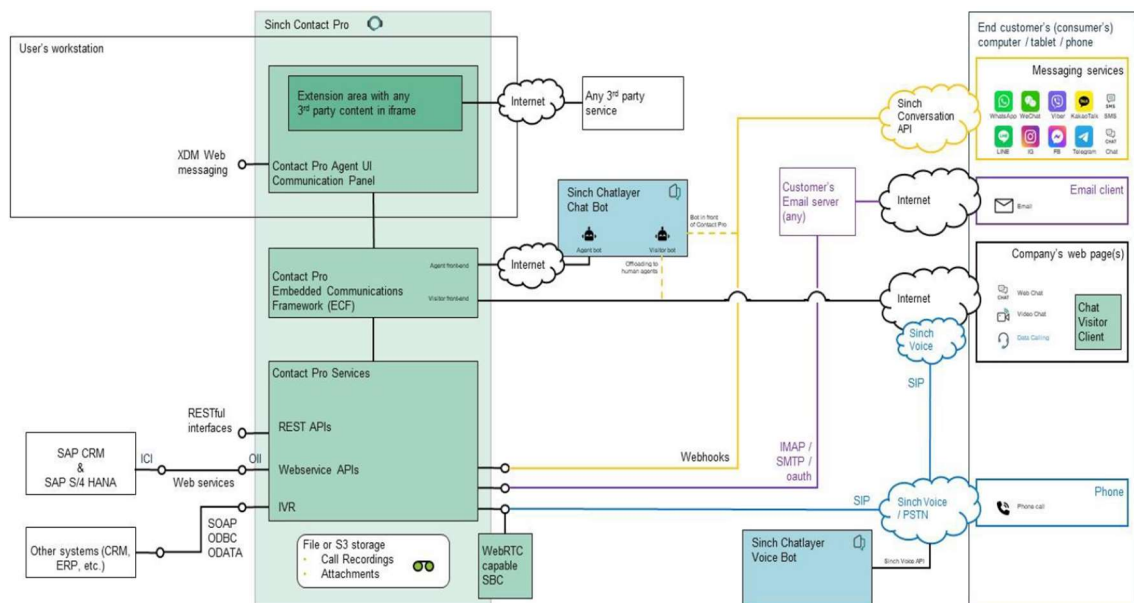 Sinch Contact Pro
User's workstation
Extension area with any
3rd party content in iframe
Internet
Any 3rd party
service
XDM Web
messaging
Contact Pro Agent UI
Communication Panel
Sinch Chatlayer
Chat Bot
Agent bot
Visitor bot
Bot in front
of Contact Pro
Offloading to
human agents
Customer's
Email server
(any)
Sinch
Conversation
API
End customer's (consumer's)
computer / tablet / phone
Messaging services
WhatsApp
WeChat
Viber
KakaoTalk
SMS
SMS
LINE
LINE
IG
FB
Telegram
CHAT
Chat
Internet
Email client
Email
Contact Pro
Embedded Communications
Framework (ECF)
Agent front-end
Visitor front-end
Internet
Internet
Sinch
Voice
Company's web page(s)
CHAT
Web Chat
Video Chat
Data Calling
Chat
Visitor
Client
SIP
Contact Pro Services
RESTful
interfaces
REST APIs
SAP CRM
&
SAP S/4 HANA
ICI
OII
Web services
Webservice APIs
Webhooks
IMAP /
SMTP /
oauth
IVR
SOAP
ODBC
ODATA
Other systems (CRM,
ERP, etc.)
SIP
Sinch Voice
/ PSTN
Phone
Phone call
File or S3 storage
Call Recordings
Attachments
WebRTC
capable
SBC
Sinch Chatlayer
Voice Bot
Sinch Voice API